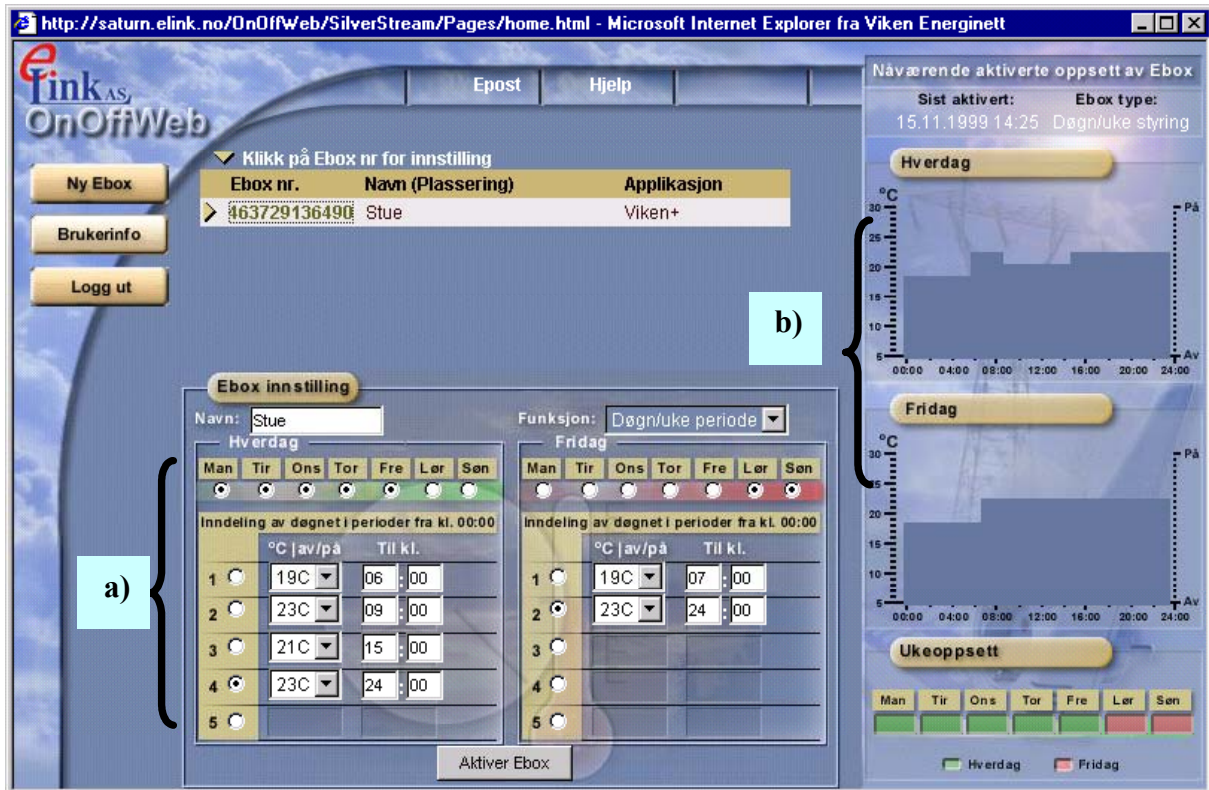 http://saturn.elink.no/OnOffWeb/SilverStream/Pages/home.html - Microsoft Internet Explorer fra Viken Energinett
eLink AS,
OnOffWeb
Epost Hjelp
Ny Ebox
Brukerinfo
Logg ut
Klikk på Ebox nr for innstilling
Ebox nr. Navn (Plassering) Applikasjon
463729136490 Stue Viken+
Ebox innstilling
Navn: Stue Funksjon: Døgn/uke periode
Hverdag
Man Tir Ons Tor Fre Lør Søn
Inndeling av døgnet i perioder fra kl. 00:00
°C |av/på Til kl.
1 19C 06 : 00
2 23C 09 : 00
3 21C 15 : 00
4 23C 24 : 00
5
Fridag
Man Tir Ons Tor Fre Lør Søn
Inndeling av døgnet i perioder fra kl. 00:00
°C |av/på Til kl.
1 19C 07 : 00
2 23C 24 : 00
3
4
5
Aktiver Ebox
a)
b)
Nåværende aktiverte oppsett av Ebox
Sist aktivert: Ebox type:
15.11.1999 14:25 Døgn/uke styring
Hverdag
°C
30 På
25
20
15
10
5 Av
00:00 04:00 08:00 12:00 16:00 20:00 24:00
Fridag
°C
30 På
25
20
15
10
5 Av
00:00 04:00 08:00 12:00 16:00 20:00 24:00
Ukeoppsett
Man Tir Ons Tor Fre Lør Søn
Hverdag Fridag